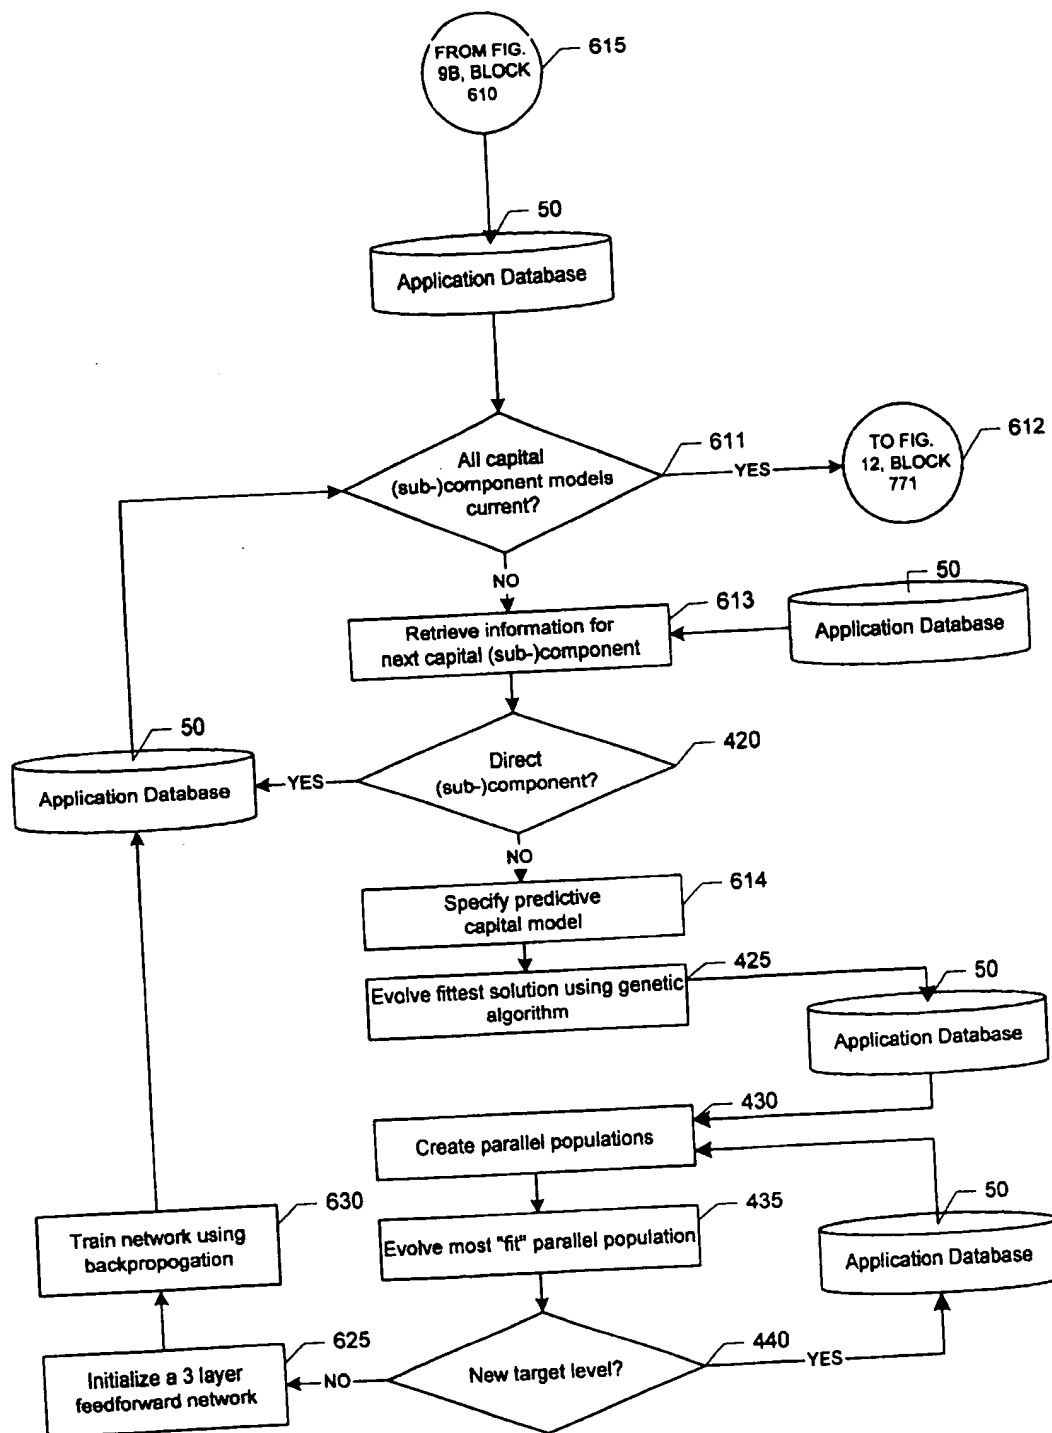 FROM FIG.
9B, BLOCK
610
615
50
Application Database
All capital
(sub-)component models
current?
611
YES
TO FIG.
12, BLOCK
771
612
NO
Retrieve information for
next capital (sub-)component
613
50
Application Database
50
Application Database
YES
Direct
(sub-)component?
420
NO
Specify predictive
capital model
614
Evolve fittest solution using genetic
algorithm
425
50
Application Database
Create parallel populations
430
Evolve most "fit" parallel population
435
50
Application Database
Train network using
backpropogation
630
New target level?
440
YES
NO
Initialize a 3 layer
feedforward network
625